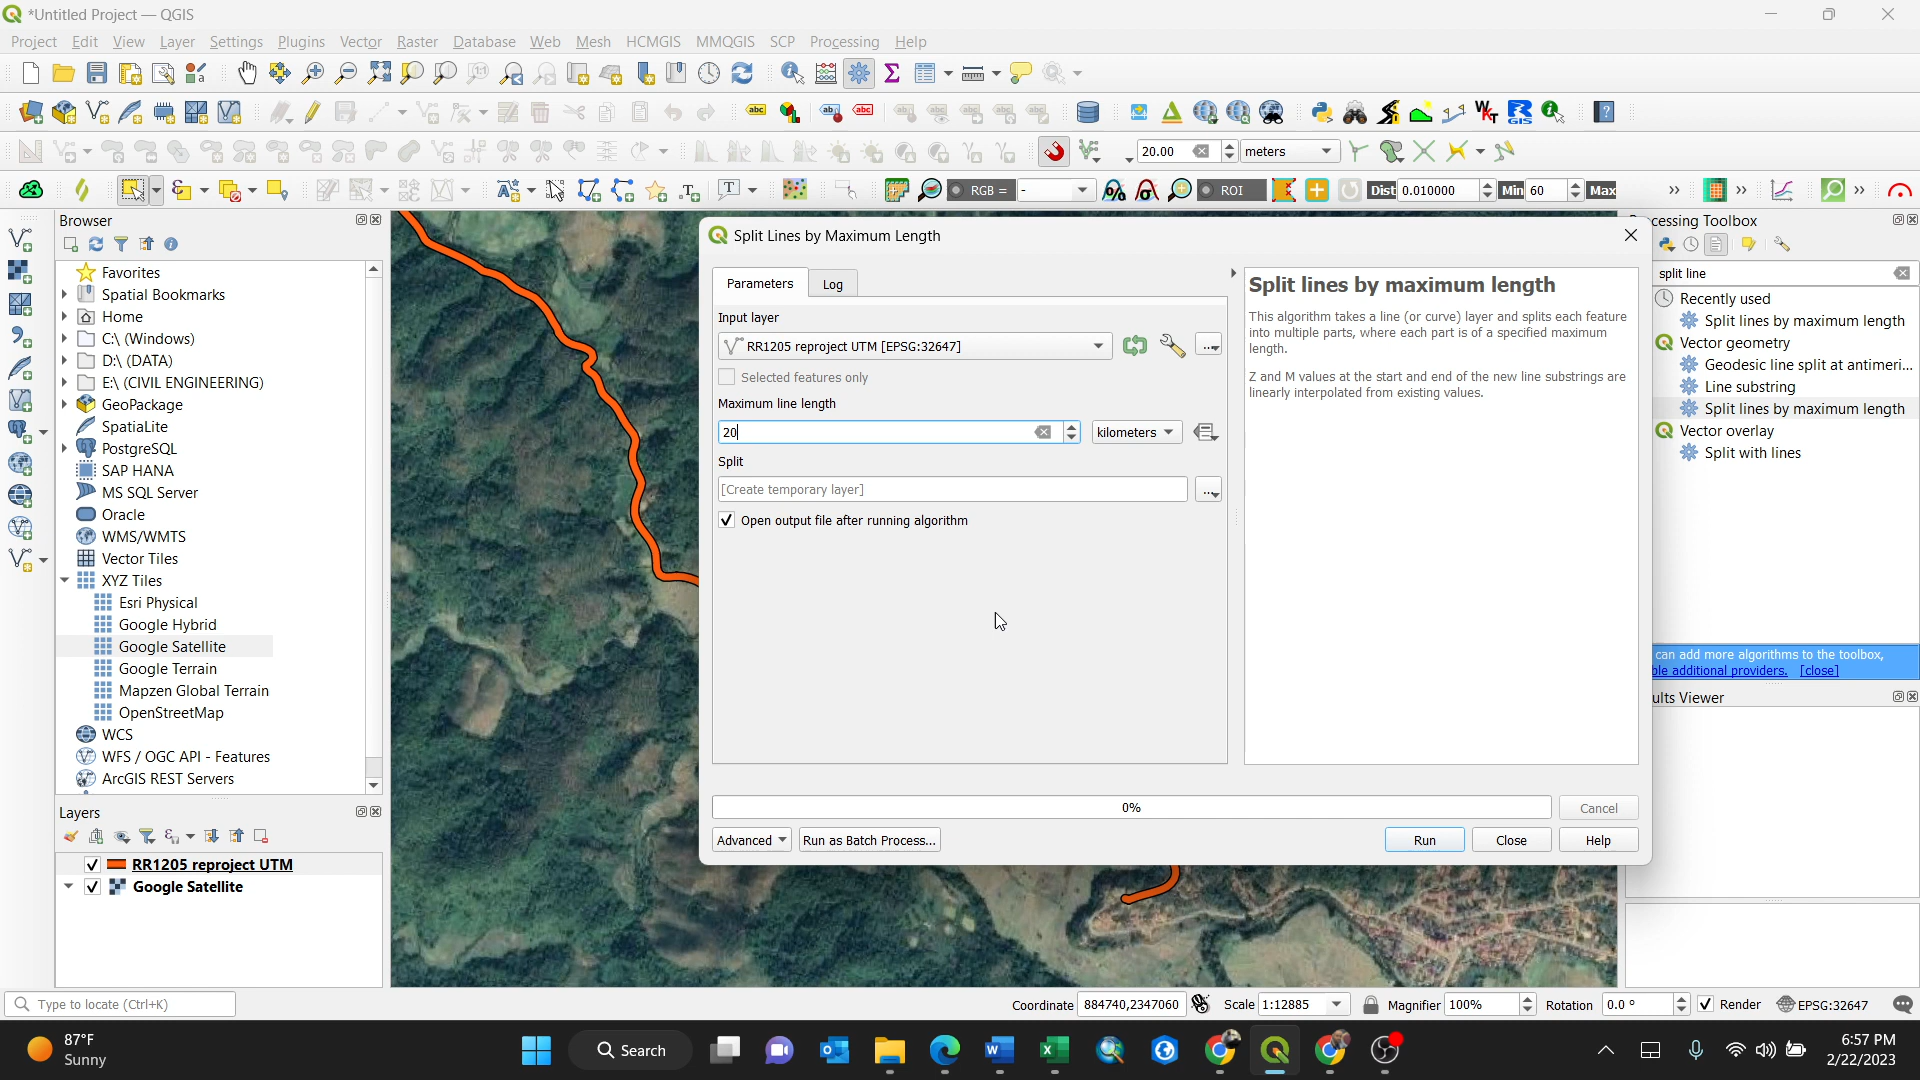 *Untitled Project — QGIS
Project Edit View Layer Settings Plugins Vector Raster Database Web Mesh HCMGIS MMQGIS SCP Processing Help
20.00 meters
RGB = - ROI Dist 0.010000 Min 60 Max
Browser
Favorites
Spatial Bookmarks
Home
C:\ (Windows)
D:\ (DATA)
E:\ (CIVIL ENGINEERING)
GeoPackage
SpatiaLite
PostgreSQL
SAP HANA
MS SQL Server
Oracle
WMS/WMTS
Vector Tiles
XYZ Tiles
Esri Physical
Google Hybrid
Google Satellite
Google Terrain
Mapzen Global Terrain
OpenStreetMap
WCS
WFS / OGC API - Features
ArcGIS REST Servers
Layers
RR1205 reproject UTM
Google Satellite
Split Lines by Maximum Length
Parameters Log
Input layer
RR1205 reproject UTM [EPSG:32647]
Selected features only
Maximum line length
20 kilometers
Split
[Create temporary layer]
Open output file after running algorithm
Split lines by maximum length
This algorithm takes a line (or curve) layer and splits each feature
into multiple parts, where each part is of a specified maximum
length.
Z and M values at the start and end of the new line substrings are
linearly interpolated from existing values.
0% Cancel
Advanced Run as Batch Process... Run Close Help
cessing Toolbox
split line
Recently used
Split lines by maximum length
Vector geometry
Geodesic line split at antimeri...
Line substring
Split lines by maximum length
Vector overlay
Split with lines
can add more algorithms to the toolbox,
ble additional providers. [close]
ults Viewer
Type to locate (Ctrl+K) Coordinate 884740,2347060 Scale 1:12885 Magnifier 100% Rotation 0.0 ° Render EPSG:32647
87°F
Sunny
Search
6:57 PM
2/22/2023